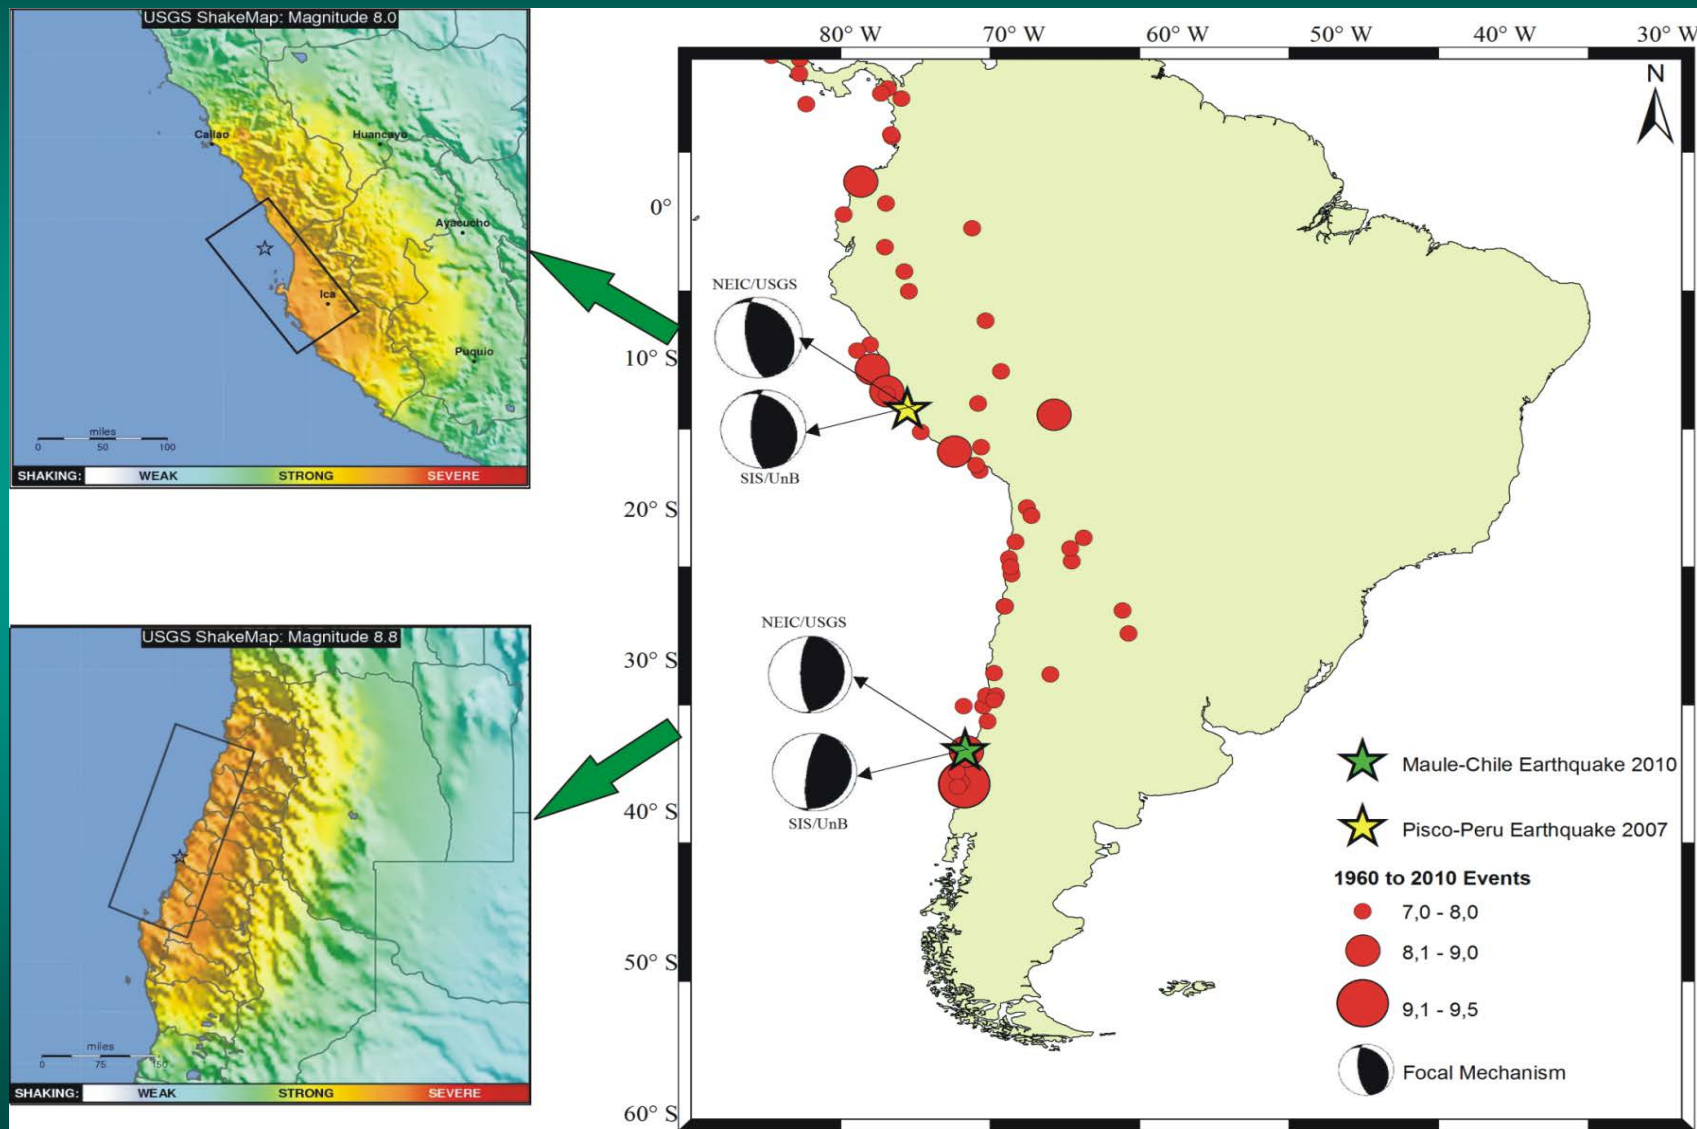 USGS ShakeMap: Magnitude 8.0
Callao
Huancayo
Ayacucho
Ica
Puquio
miles
0 50 100
SHAKING: WEAK STRONG SEVERE
USGS ShakeMap: Magnitude 8.8
miles
0 75 150
SHAKING: WEAK STRONG SEVERE
80° W 70° W 60° W 50° W 40° W 30° W
N
0°
10° S
20° S
30° S
40° S
50° S
60° S
NEIC/USGS
SIS/UnB
NEIC/USGS
SIS/UnB
Maule-Chile Earthquake 2010
Pisco-Peru Earthquake 2007
1960 to 2010 Events
7,0 - 8,0
8,1 - 9,0
9,1 - 9,5
Focal Mechanism